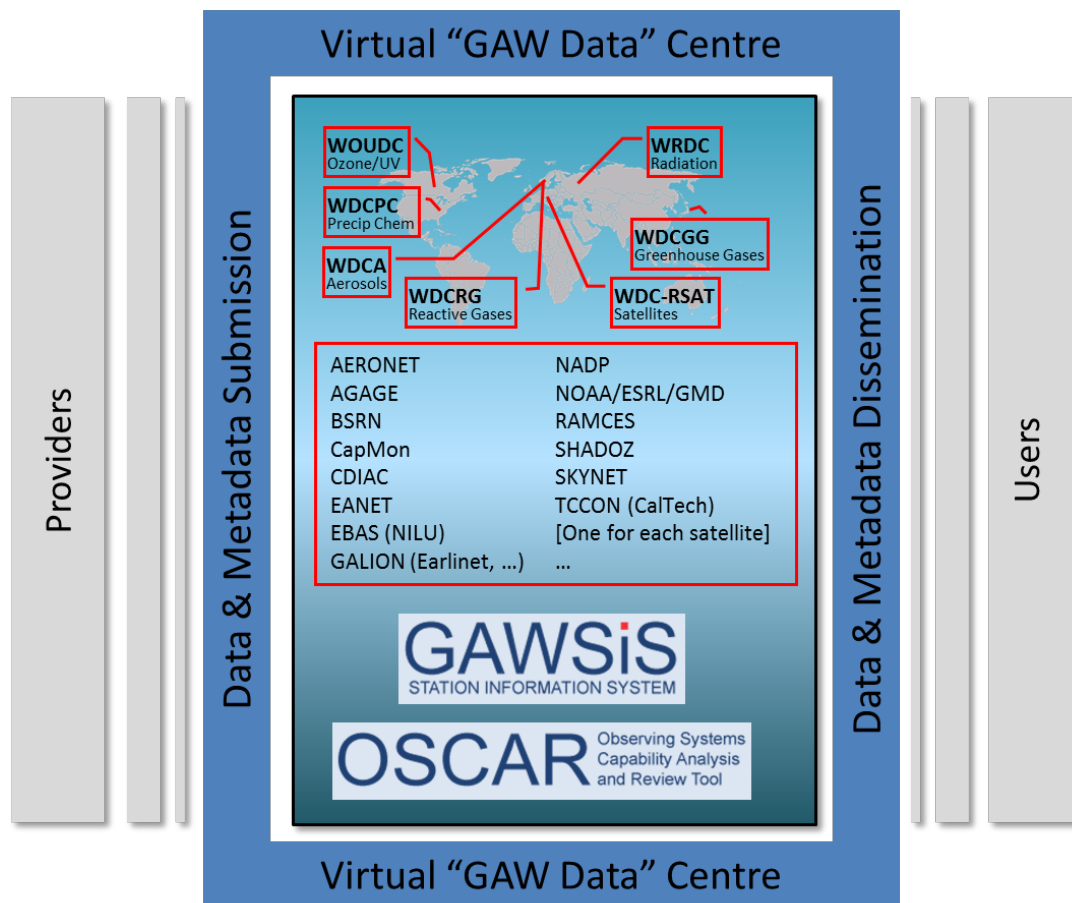 Virtual “GAW Data” Centre
Providers
Data & Metadata Submission
WOUDC
Ozone/UV
WRDC
Radiation
WDCPC
Precip Chem
WDCGG
Greenhouse Gases
WDCA
Aerosols
WDCRG
Reactive Gases
WDC-RSAT
Satellites
AERONET
AGAGE
BSRN
CapMon
CDIAC
EANET
EBAS (NILU)
GALION (Earlinet, …)
NADP
NOAA/ESRL/GMD
RAMCES
SHADOZ
SKYNET
TCCON (CalTech)
[One for each satellite]
…
GAWSiS
STATION INFORMATION SYSTEM
OSCAR
Observing Systems
Capability Analysis
and Review Tool
Data & Metadada Dissemination
Users
Virtual “GAW Data” Centre